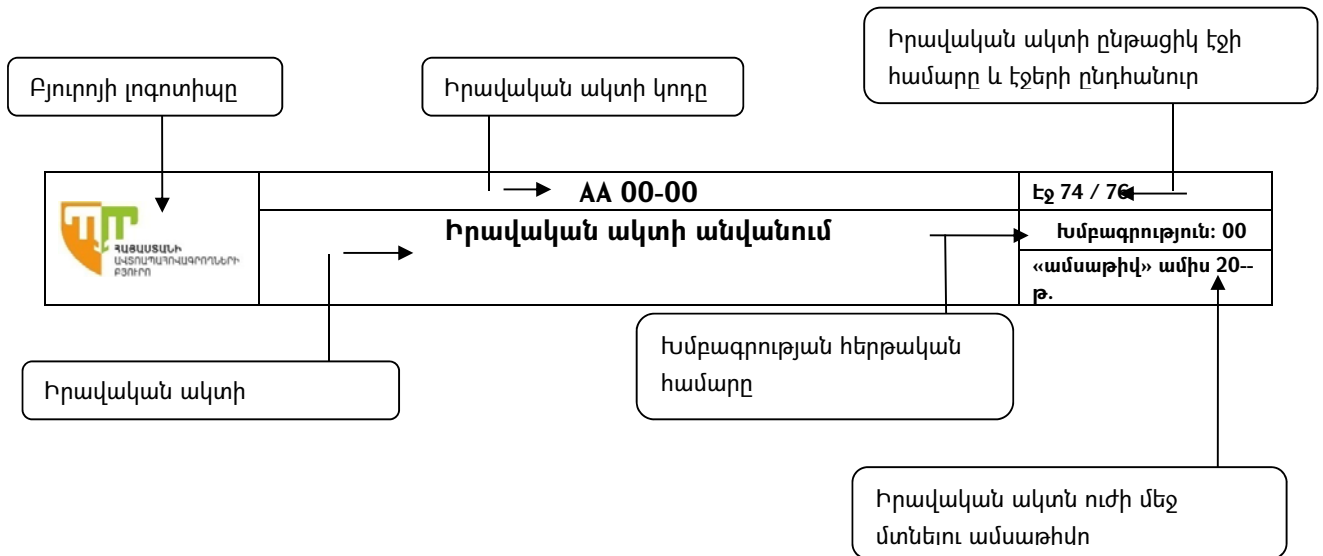 Իրավական ակտի ընթացիկ էջի
համարը և էջերի ընդհանուր
Բյուրոյի լոգոտիպը
Իրավական ակտի կոդը
AA 00-00
Էջ 74 / 76
ՀԱՅԱՍՏԱՆԻ
ԱՎՏՈԱՊԱՀՈՎԱԳՐՈՂՆԵՐԻ
ԲՅՈՒՐՈ
Իրավական ակտի անվանում
Խմբագրություն: 00
«ամսաթիվ» ամիս 20--
թ.
Խմբագրության հերթական
համարը
Իրավական ակտի
Իրավական ակտն ուժի մեջ
մտնելու ամսաթիվը